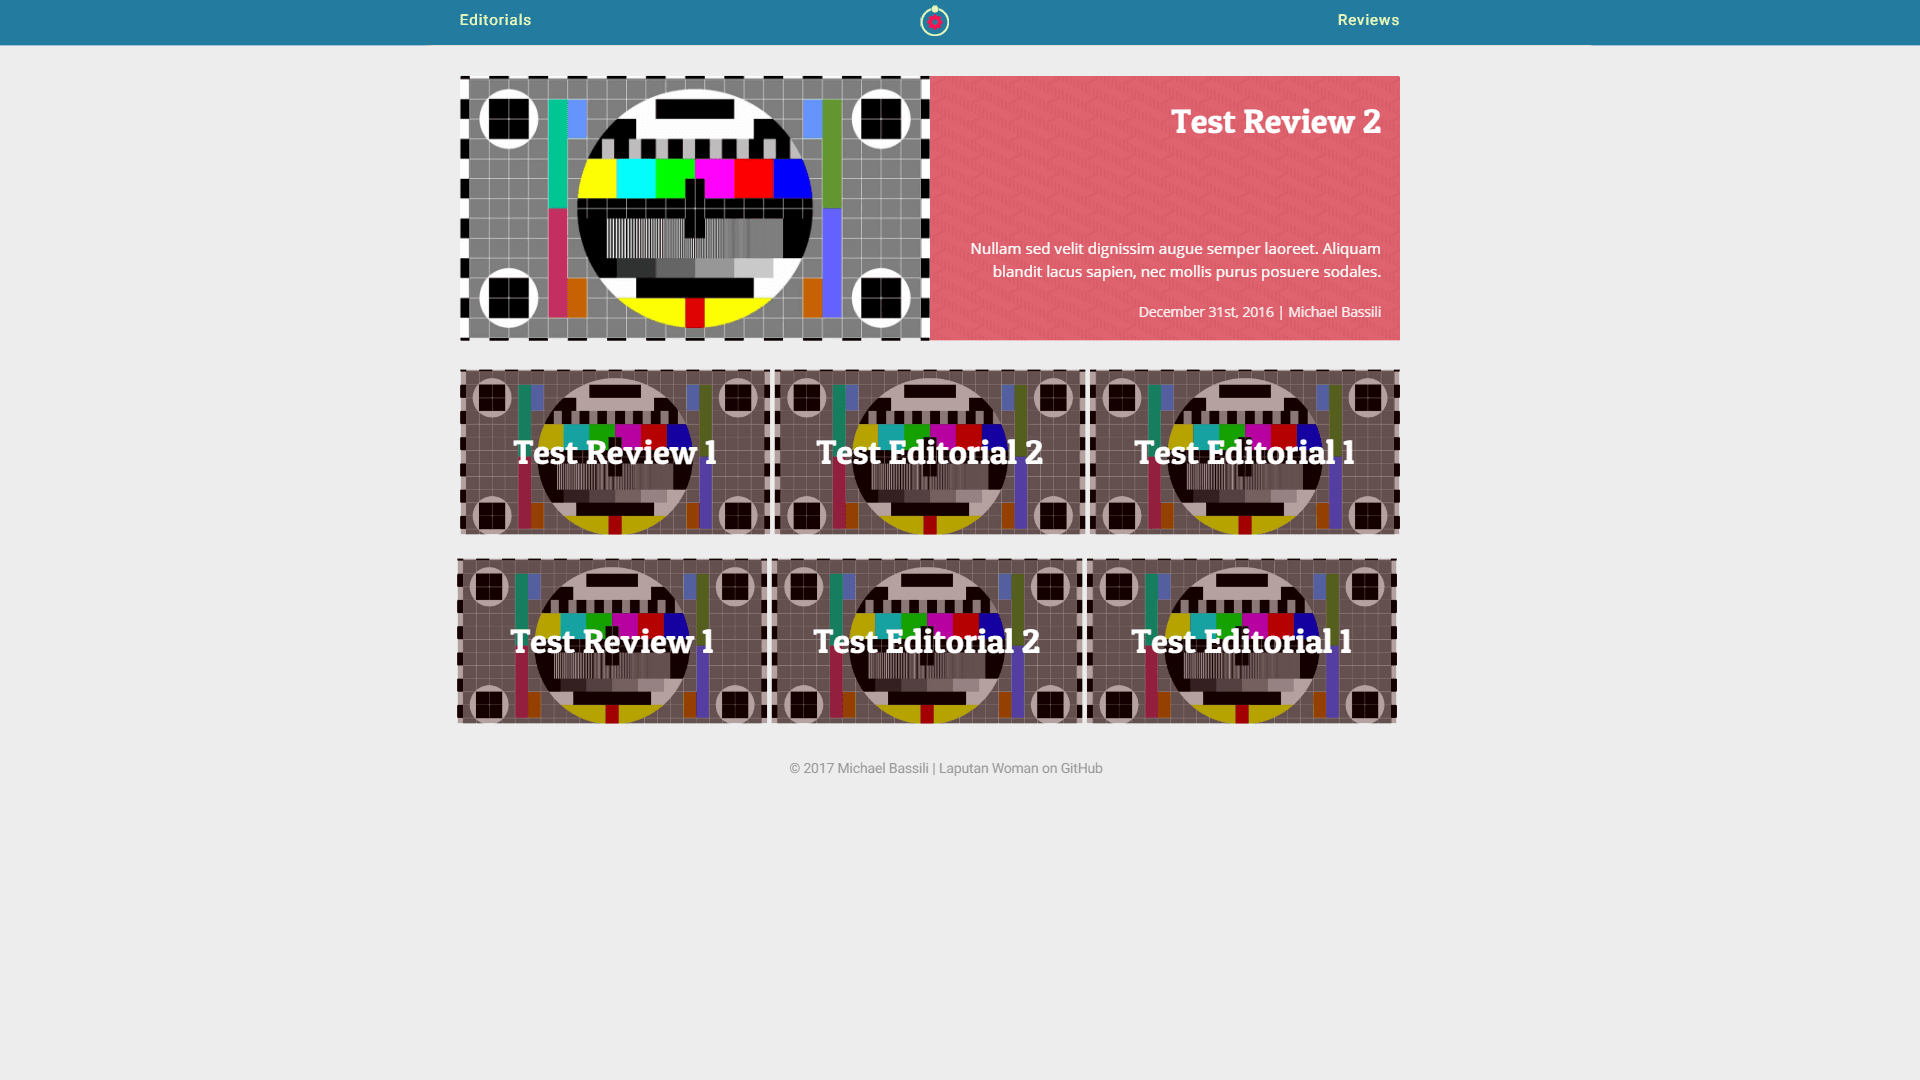 Editorials
Reviews
Test Review 2
Nullam sed velit dignissim augue semper laoreet. Aliquam
blandit lacus sapien, nec mollis purus posuere sodales.
December 31st, 2016 | Michael Bassili
Test Review 1
Test Editorial 2
Test Editorial 1
Test Review 1
Test Editorial 2
Test Editorial 1
© 2017 Michael Bassili | Laputan Woman on GitHub